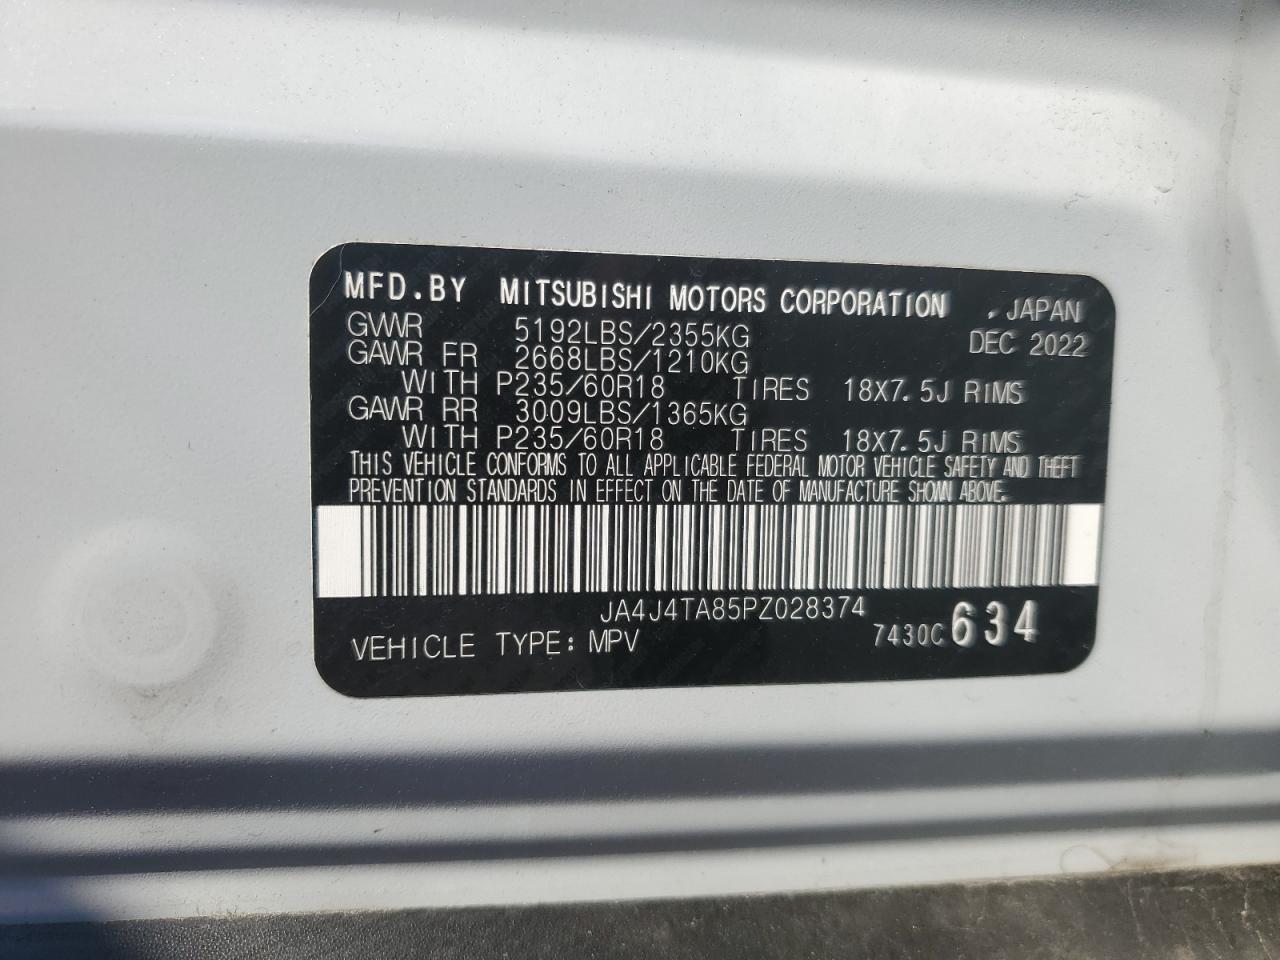 MFD.BY MITSUBISHI MOTORS CORPORATION , JAPAN
GVWR 5192LBS/2355KG DEC 2022
GAWR FR 2668LBS/1210KG
WITH P235/60R18 TIRES 18X7.5J RIMS
GAWR RR 3009LBS/1365KG
WITH P235/60R18 TIRES 18X7.5J RIMS
THIS VEHICLE CONFORMS TO ALL APPLICABLE FEDERAL MOTOR VEHICLE SAFETY AND THEFT
PREVENTION STANDARDS IN EFFECT ON THE DATE OF MANUFACTURE SHOWN ABOVE.
JA4J4TA85PZ028374
VEHICLE TYPE: MPV 7430C634